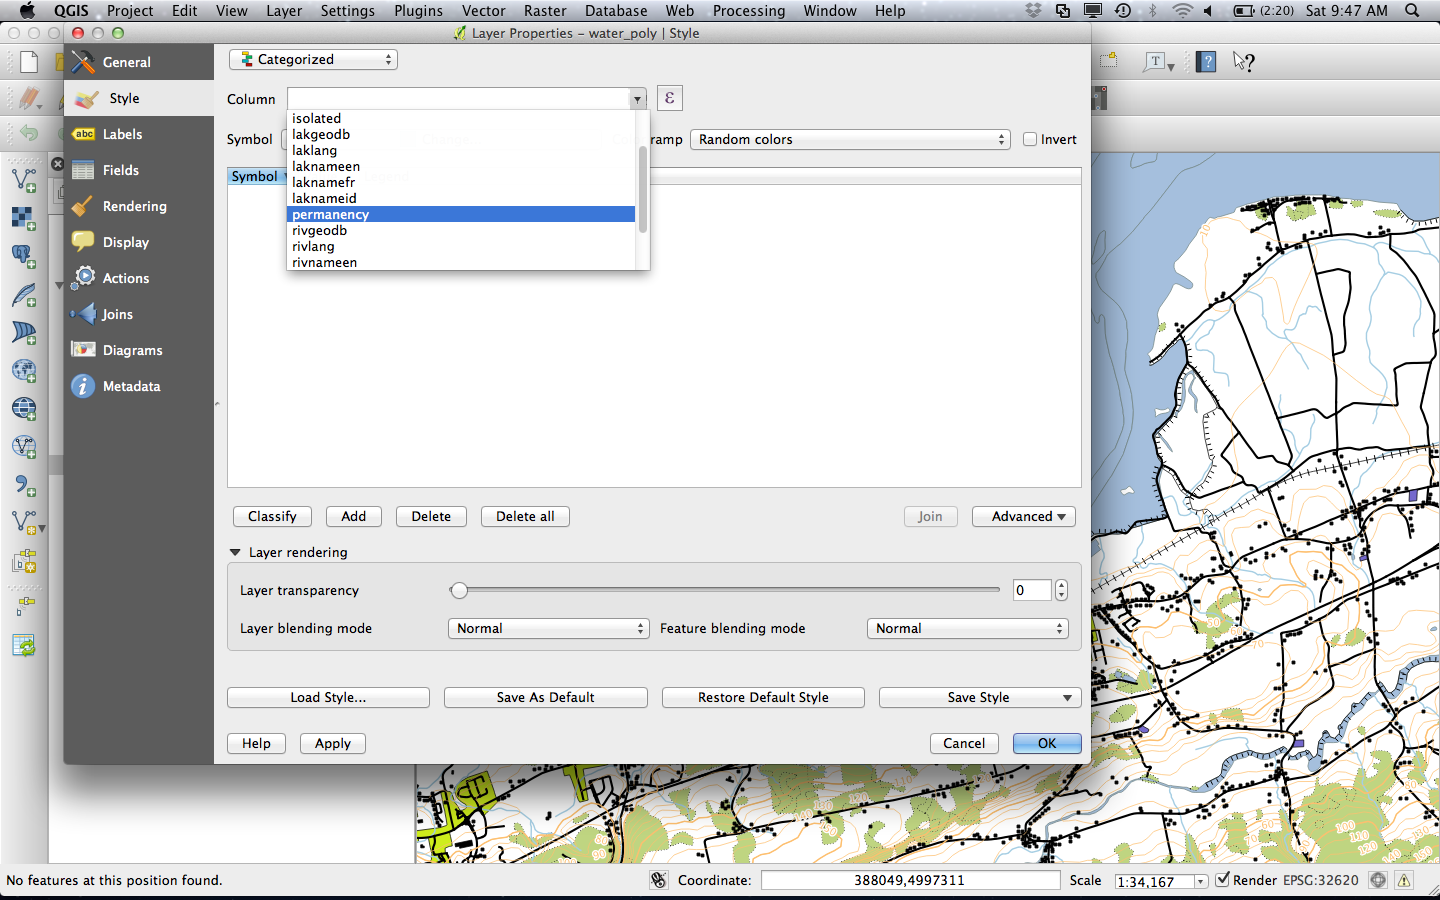 QGIS Project Edit View Layer Settings Plugins Vector Raster Database Web Processing Window Help (2:20) Sat 9:47 AM
Layer Properties - water_poly | Style
General
Style
Labels
Fields
Rendering
Display
Actions
Joins
Diagrams
Metadata
Categorized
Column ε
isolated
lakgeodb
laklang
laknameen
laknamefr
laknameid
permanency
rivgeodb
rivlang
rivnameen
Symbol ramp Random colors Invert
Symbol
Classify Add Delete Delete all Join Advanced
Layer rendering
Layer transparency 0
Layer blending mode Normal Feature blending mode Normal
Load Style... Save As Default Restore Default Style Save Style
Help Apply Cancel OK
No features at this position found. Coordinate: 388049,4997311 Scale 1:34,167 Render EPSG:32620